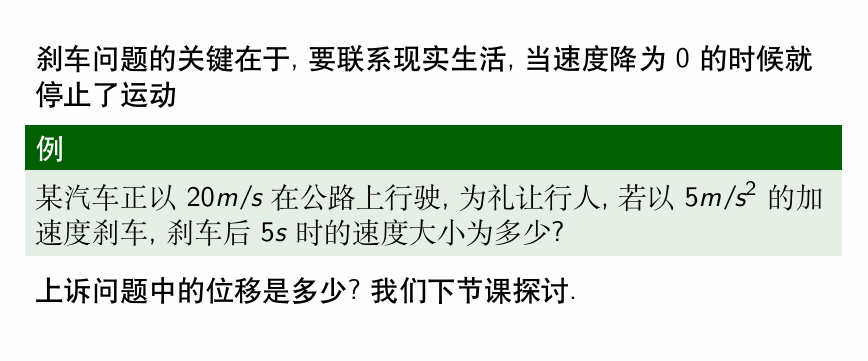 刹车问题的关键在于, 要联系现实生活, 当速度降为 0 的时候就
停止了运动
例
某汽车正以 20m/s 在公路上行驶, 为礼让行人, 若以 5m/s² 的加
速度刹车, 刹车后 5s 时的速度大小为多少?
上诉问题中的位移是多少? 我们下节课探讨.